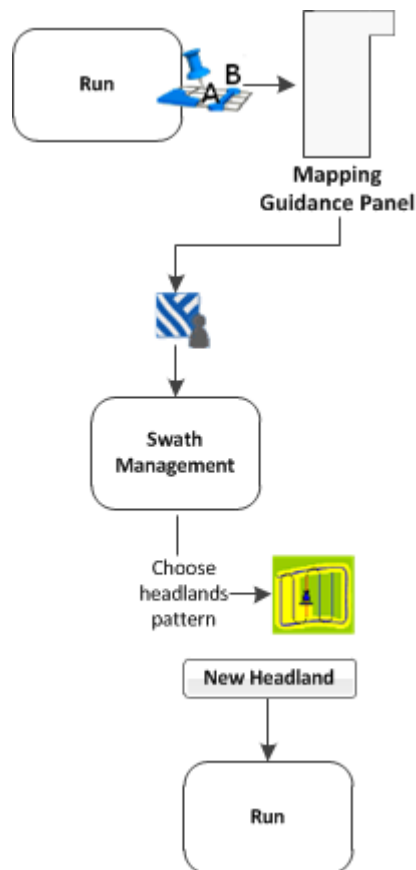 Run
A
B
Mapping
Guidance Panel
Swath
Management
Choose
headlands
pattern
New Headland
Run